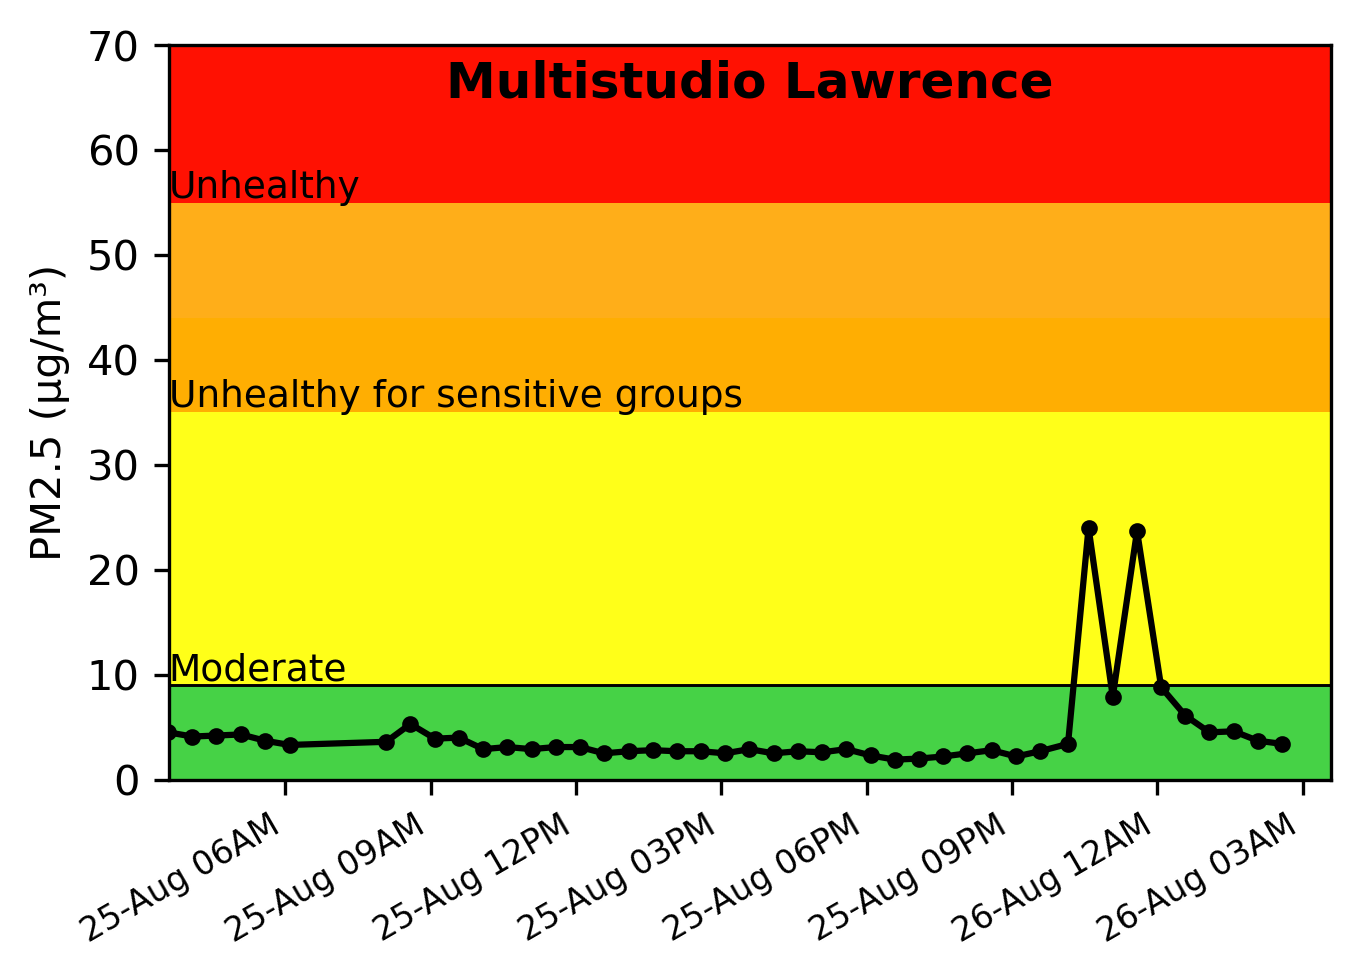 Multistudio Lawrence
PM2.5 (µg/m³)
70
60
50
40
30
20
10
0
Unhealthy
Unhealthy for sensitive groups
Moderate
25-Aug 06AM
25-Aug 09AM
25-Aug 12PM
25-Aug 03PM
25-Aug 06PM
25-Aug 09PM
26-Aug 12AM
26-Aug 03AM